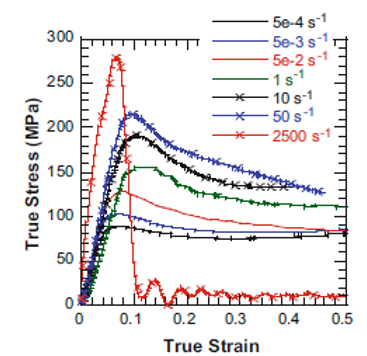 5e-4 s⁻¹
5e-3 s⁻¹
5e-2 s⁻¹
1 s⁻¹
10 s⁻¹
50 s⁻¹
2500 s⁻¹
300
250
200
150
100
50
0
0 0.1 0.2 0.3 0.4 0.5
True Stress (MPa)
True Strain